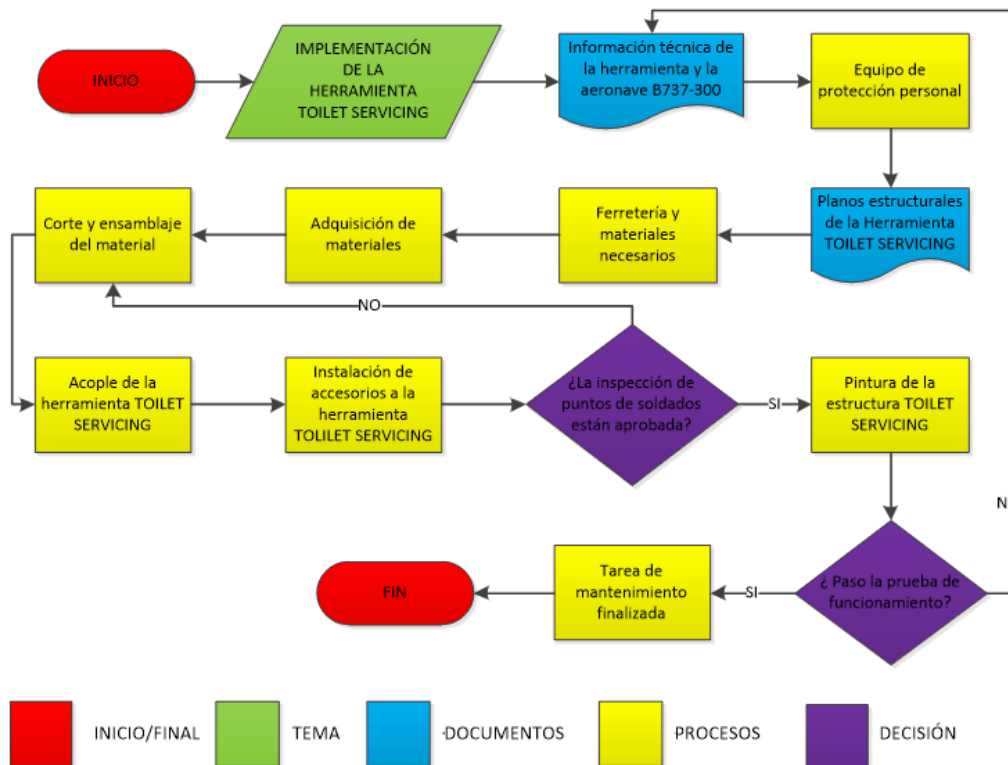 INICIO
IMPLEMENTACIÓN
DE LA
HERRAMIENTA
TOILET SERVICING
Información técnica de
la herramienta y la
aeronave B737-300
Equipo de
protección personal
Corte y ensamblaje
del material
Adquisición de
materiales
Ferretería y
materiales
necesarios
Planos estructurales
de la Herramienta
TOILET SERVICING
NO
Acople de la
herramienta TOILET
SERVICING
Instalación de
accesorios a la
herramienta
TOLILET SERVICING
¿La inspección de
puntos de soldados
están aprobada?
SI
Pintura de la
estructura TOILET
SERVICING
N
FIN
Tarea de
mantenimiento
finalizada
SI
¿ Paso la prueba de
funcionamiento?
INICIO/FINAL
TEMA
DOCUMENTOS
PROCESOS
DECISIÓN